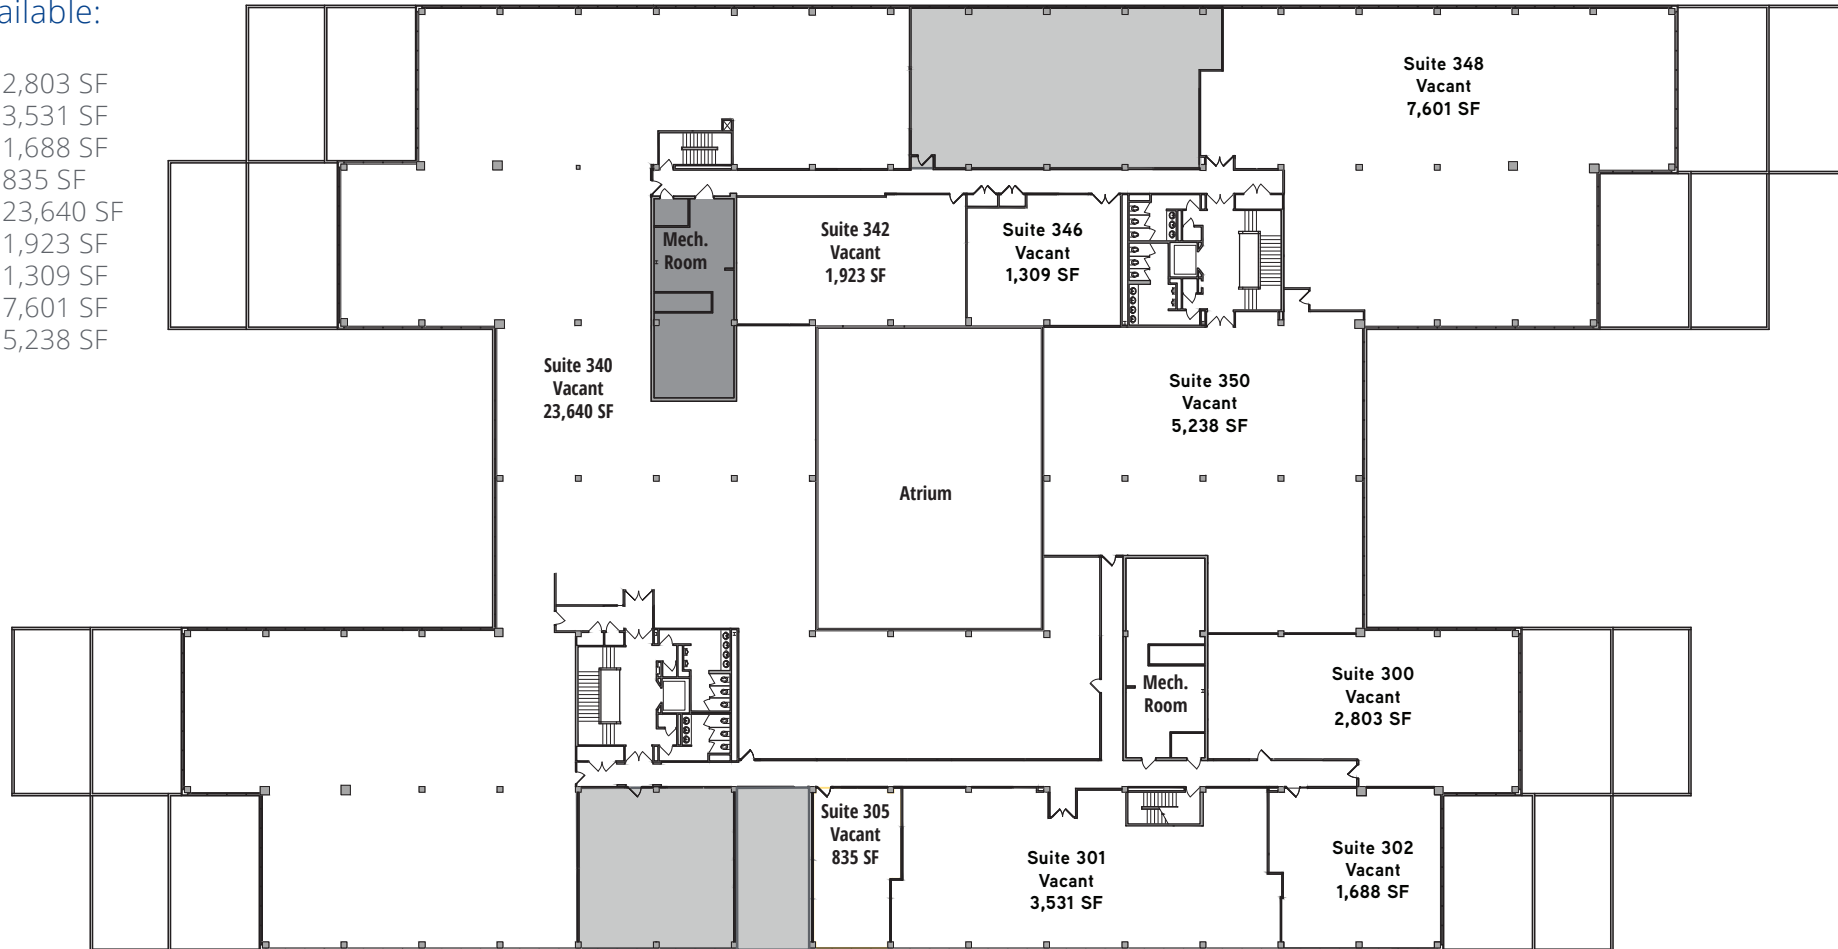 ailable:
2,803 SF
3,531 SF
1,688 SF
835 SF
23,640 SF
1,923 SF
1,309 SF
7,601 SF
5,238 SF
Suite 348
Vacant
7,601 SF
Mech.
Room
Suite 342
Vacant
1,923 SF
Suite 346
Vacant
1,309 SF
Suite 340
Vacant
23,640 SF
Suite 350
Vacant
5,238 SF
Atrium
Mech.
Room
Suite 300
Vacant
2,803 SF
Suite 305
Vacant
835 SF
Suite 301
Vacant
3,531 SF
Suite 302
Vacant
1,688 SF